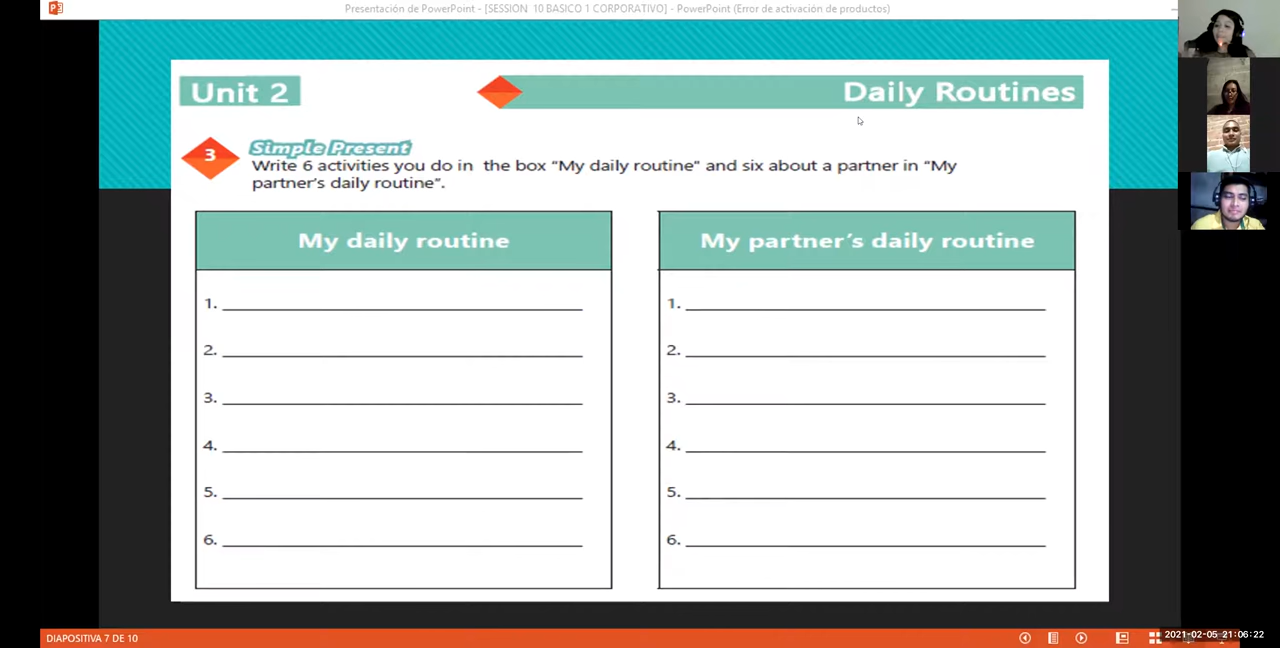 Presentación de PowerPoint - [SESSION 10 BASICO 1 CORPORATIVO] - PowerPoint (Error de activación de productos)
Unit 2
Daily Routines
3
Simple Present
Write 6 activities you do in the box “My daily routine” and six about a partner in “My
partner’s daily routine”.
My daily routine
1.
2.
3.
4.
5.
6.
My partner’s daily routine
1.
2.
3.
4.
5.
6.
DIAPOSITIVA 7 DE 10
2021-02-05 21:06:22